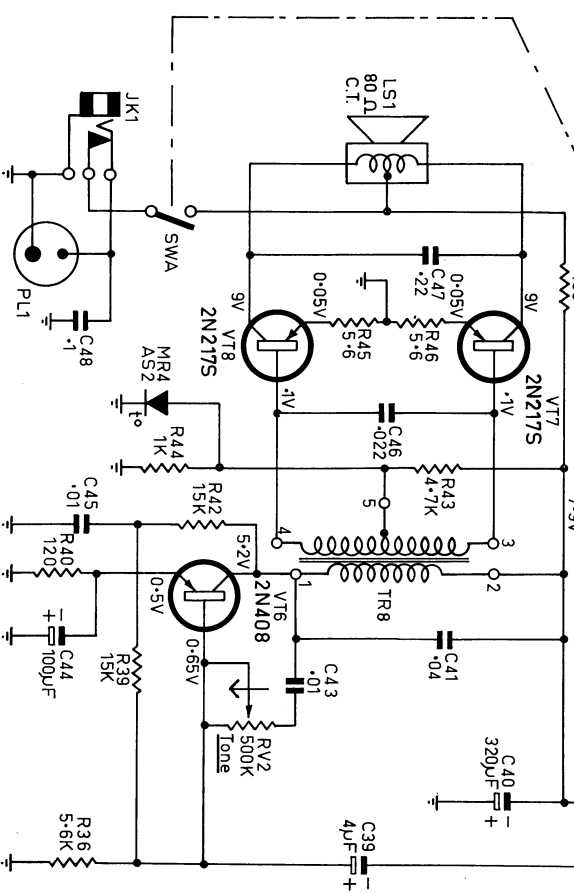 LS1
80 Ω
C.T.
JK1
SWA
PL1
C48
.1
C47
.22
0·05V
0·05V
9V
9V
R45
5·6
R46
5·6
VT8
2N217S
VT7
2N217S
·1V
·1V
MR4
AS2
t°
R44
1K
C46
·022
R43
4·7K
5
4
3
C45
·01
R42
15K
5·2V
1
2
TR8
R40
120
0·5V
VT6
2N408
C44
100µF
−
+
R39
15K
0·65V
C43
·01
C41
·04
RV2
500K
Tone
C40
320µF
−
+
R36
5·6K
C39
4µF
−
+